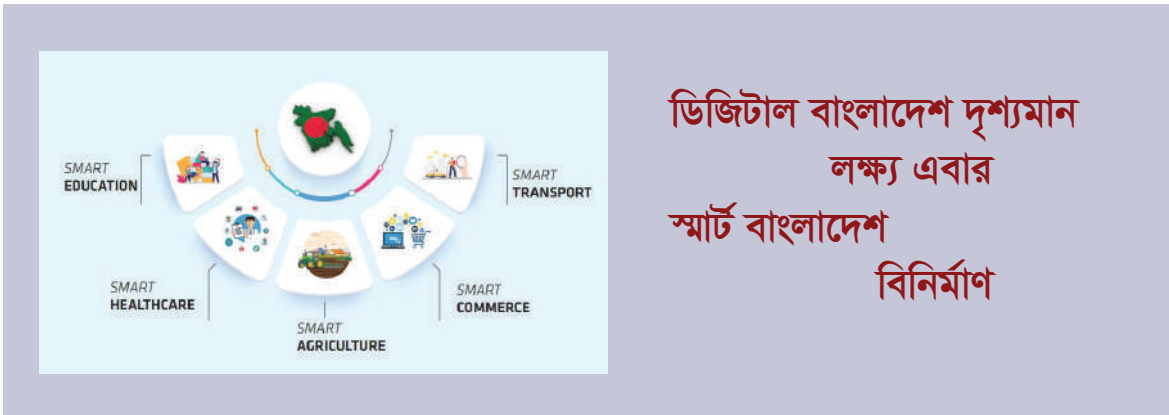 SMART
EDUCATION
SMART
HEALTHCARE
SMART
AGRICULTURE
SMART
COMMERCE
SMART
TRANSPORT
ডিজিটাল বাংলাদেশ দৃশ্যমান
লক্ষ্য এবার
স্মার্ট বাংলাদেশ
বিনির্মাণ